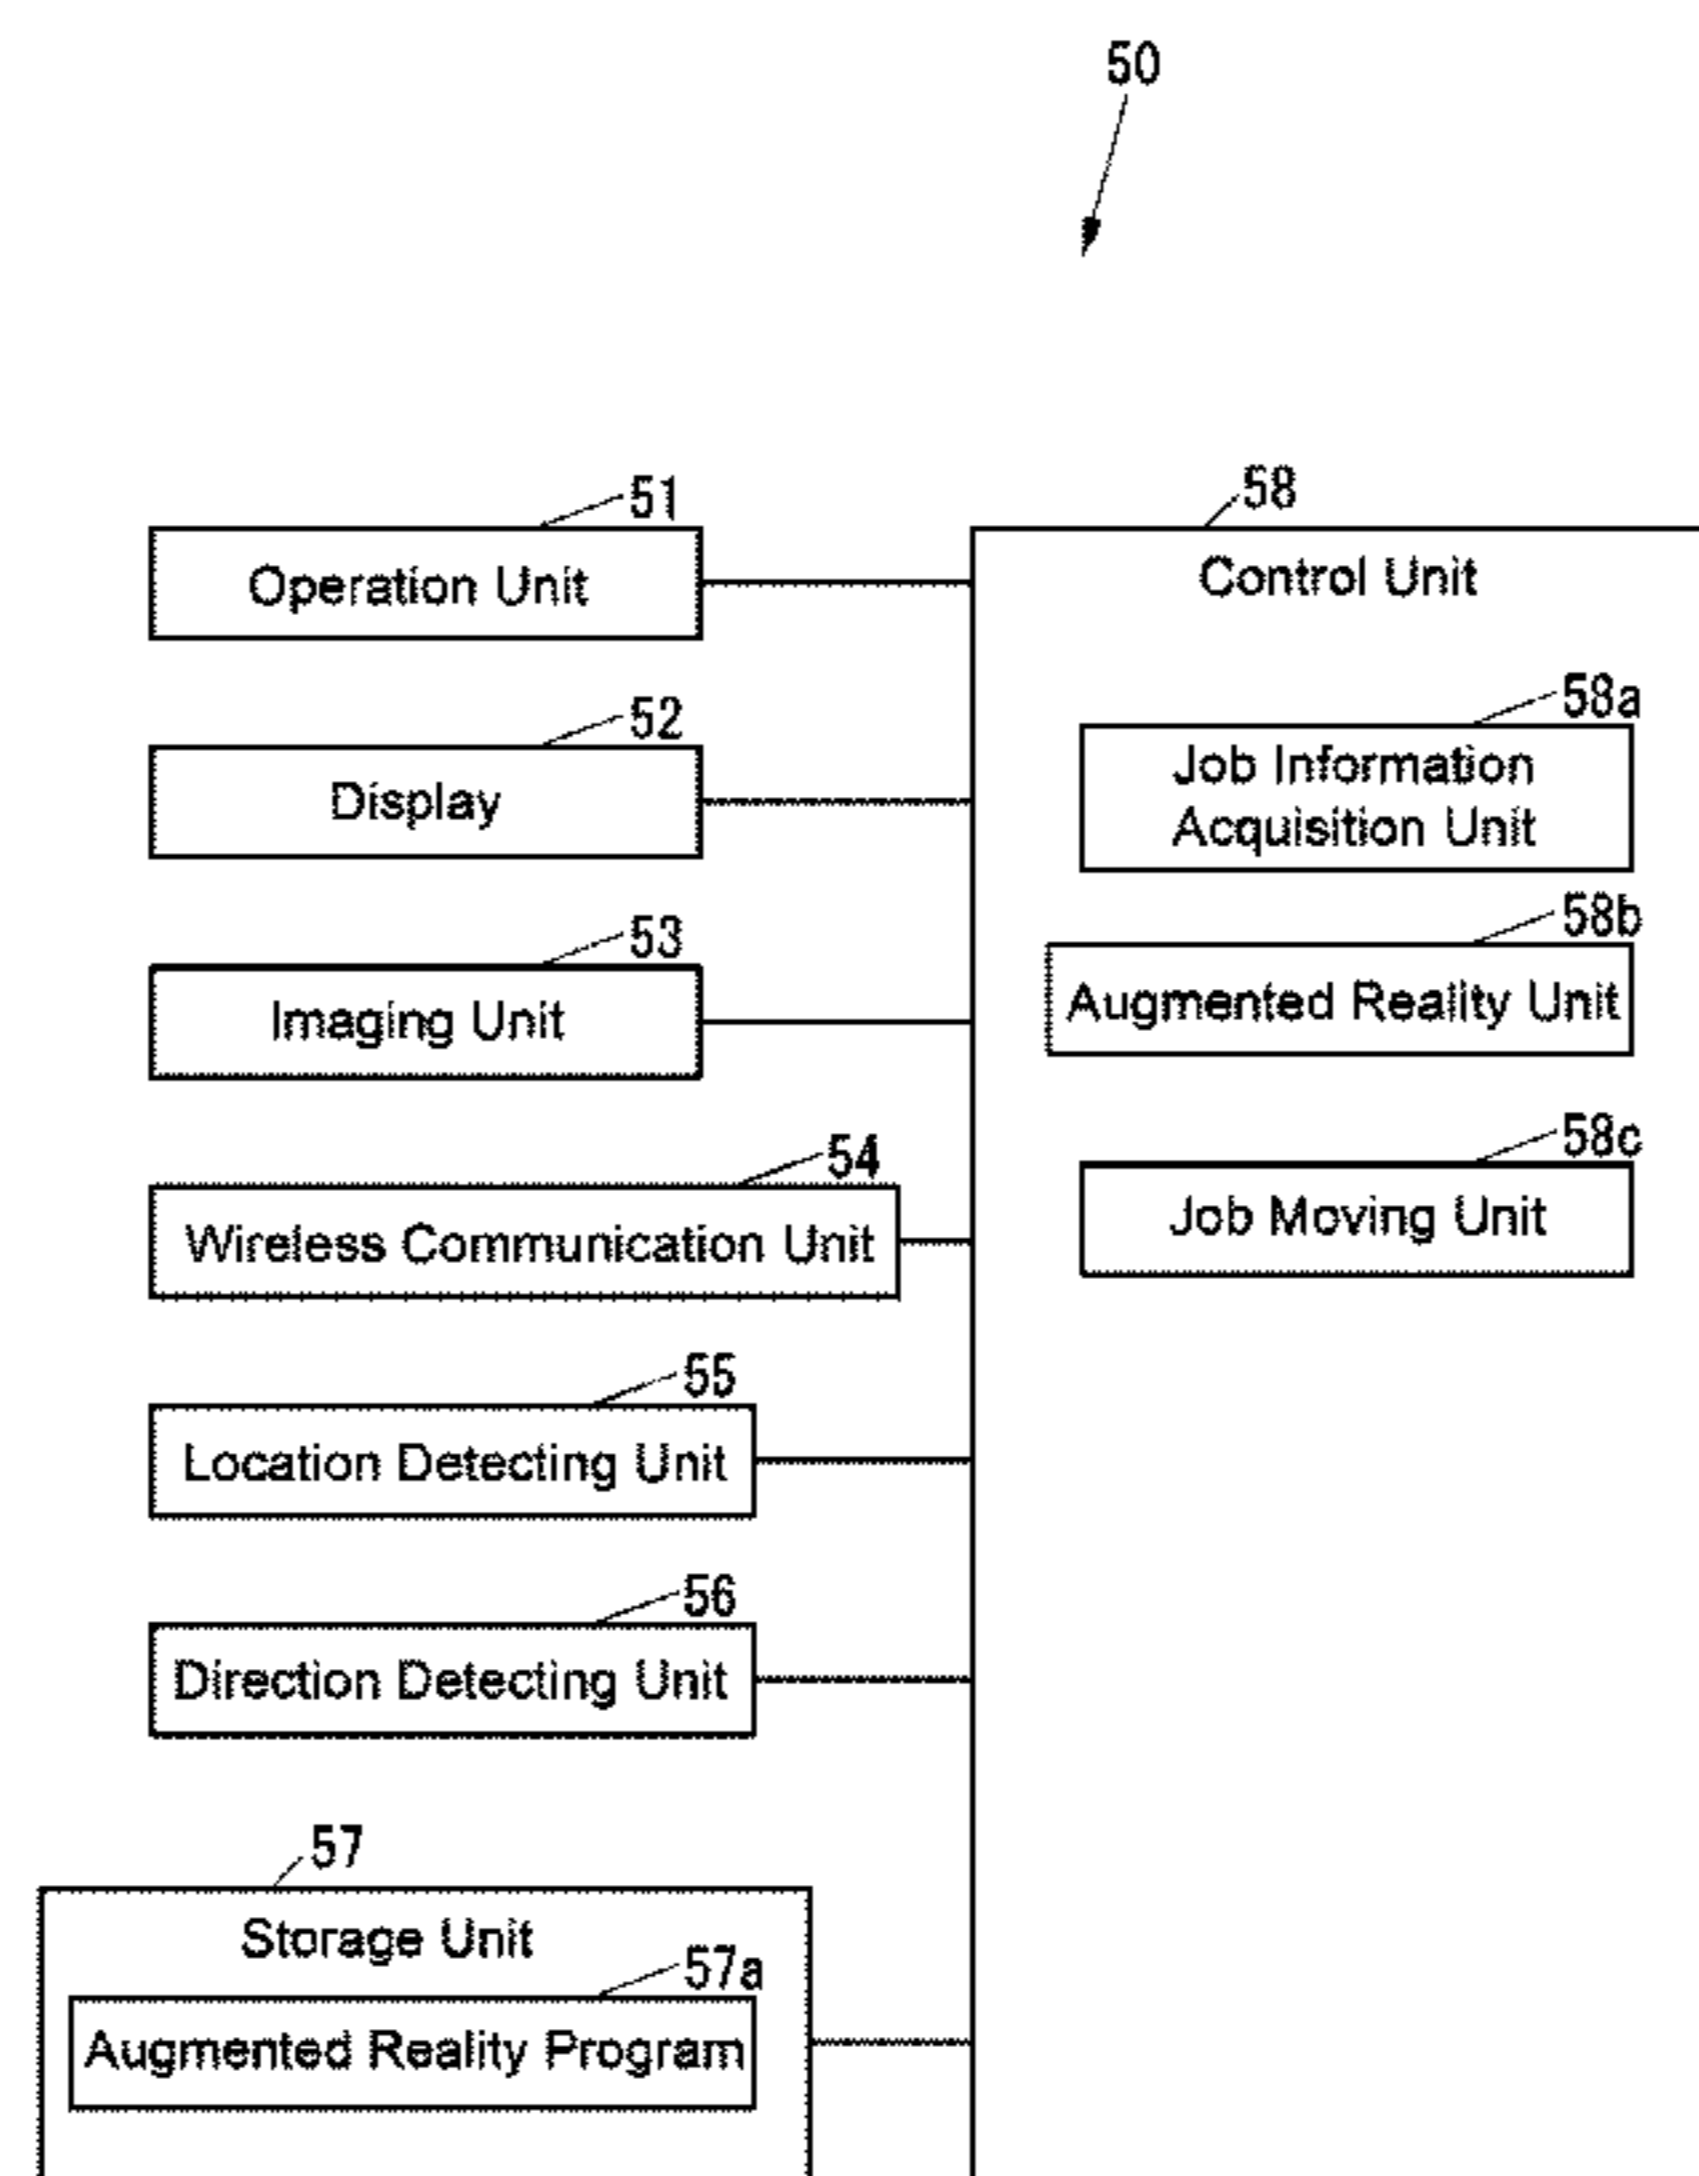 50
51
Operation Unit
52
Display
53
Imaging Unit
54
Wireless Communication Unit
55
Location Detecting Unit
56
Direction Detecting Unit
57
Storage Unit
57a
Augmented Reality Program
58
Control Unit
58a
Job Information
Acquisition Unit
58b
Augmented Reality Unit
58c
Job Moving Unit